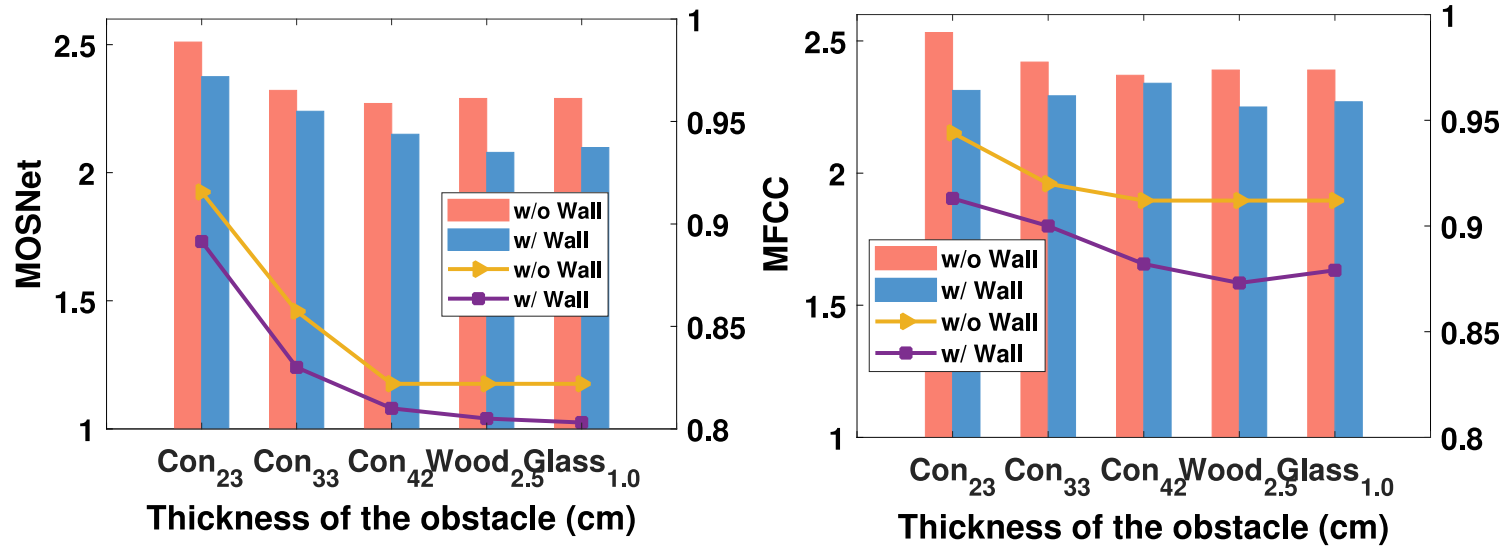 MOSNet
2.5
2
1.5
1
1
0.95
0.9
0.85
0.8
w/o Wall
w/ Wall
w/o Wall
w/ Wall
Con23 Con33 Con42 Wood2.5 Glass1.0
Thickness of the obstacle (cm)
MFCC
2.5
2
1.5
1
1
0.95
0.9
0.85
0.8
w/o Wall
w/ Wall
w/o Wall
w/ Wall
Con23 Con33 Con42 Wood2.5 Glass1.0
Thickness of the obstacle (cm)